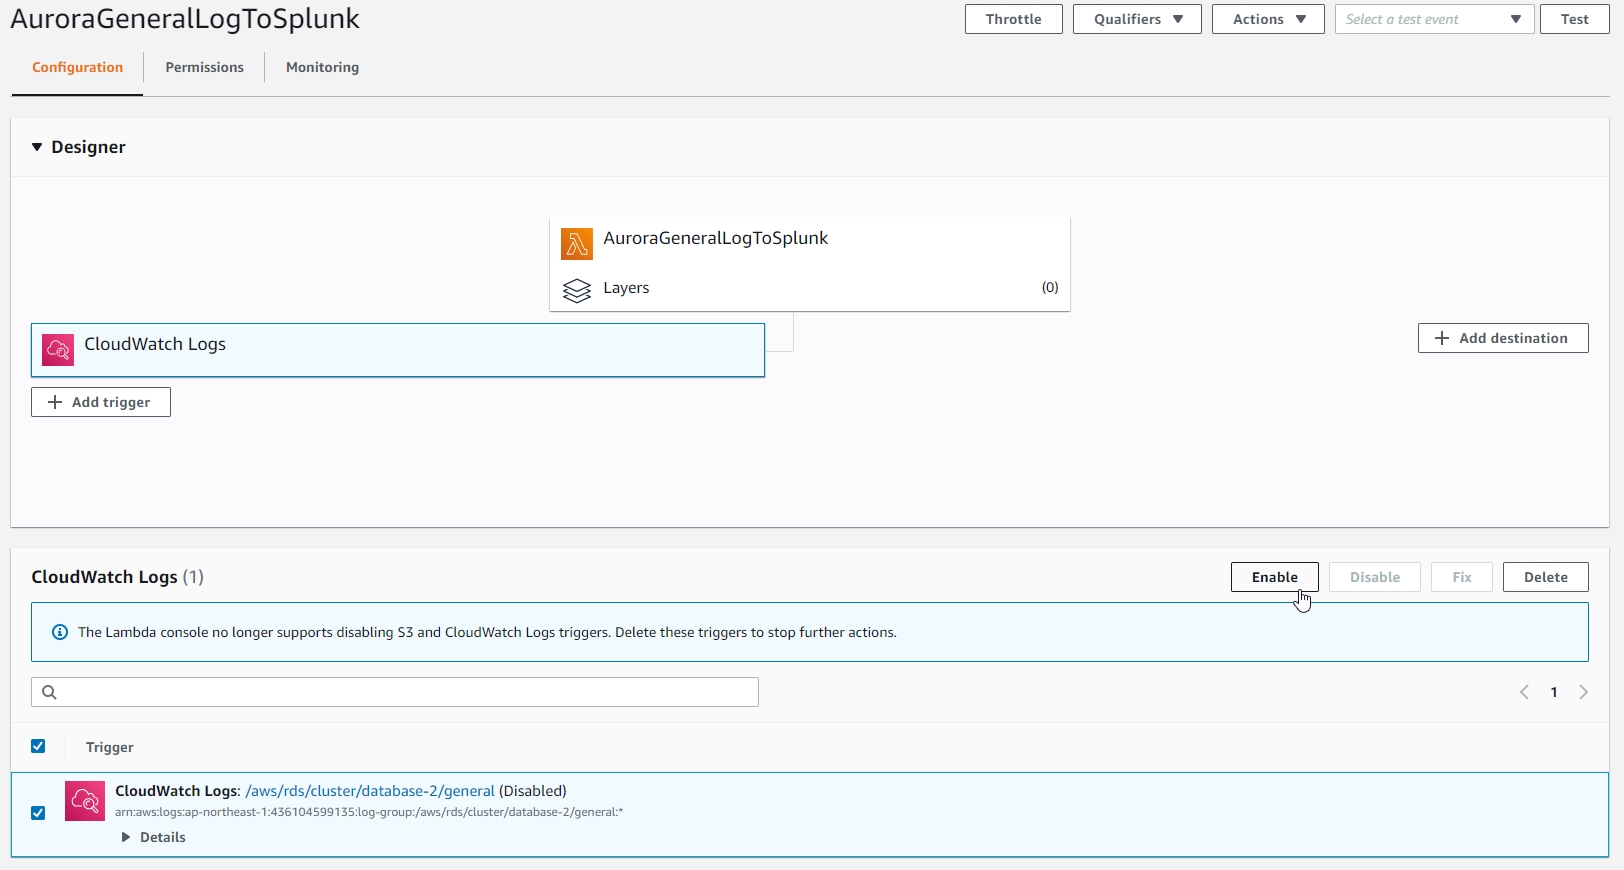 AuroraGeneralLogToSplunk
Throttle
Qualifiers
Actions
Select a test event
Test
Configuration
Permissions
Monitoring
Designer
AuroraGeneralLogToSplunk
Layers
(0)
CloudWatch Logs
Add destination
Add trigger
CloudWatch Logs (1)
Enable
Disable
Fix
Delete
The Lambda console no longer supports disabling S3 and CloudWatch Logs triggers. Delete these triggers to stop further actions.
1
Trigger
CloudWatch Logs: /aws/rds/cluster/database-2/general (Disabled)
arn:aws:logs:ap-northeast-1:436104599135:log-group:/aws/rds/cluster/database-2/general:*
Details